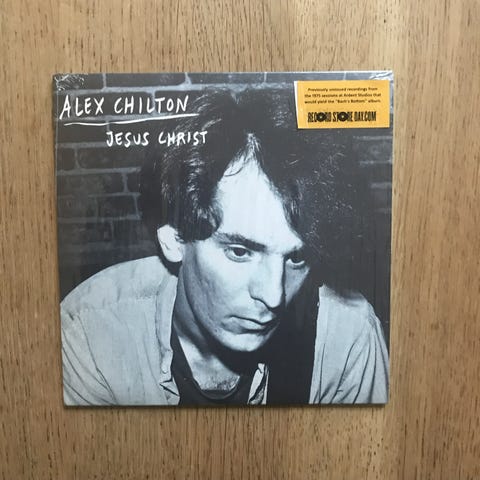 ALEX CHILTON
JESUS CHRIST
Previously unissued recordings from
the 1975 sessions at Ardent Studios that
would yield the "Bach's Bottom" album.
RECORD STORE DAY.COM